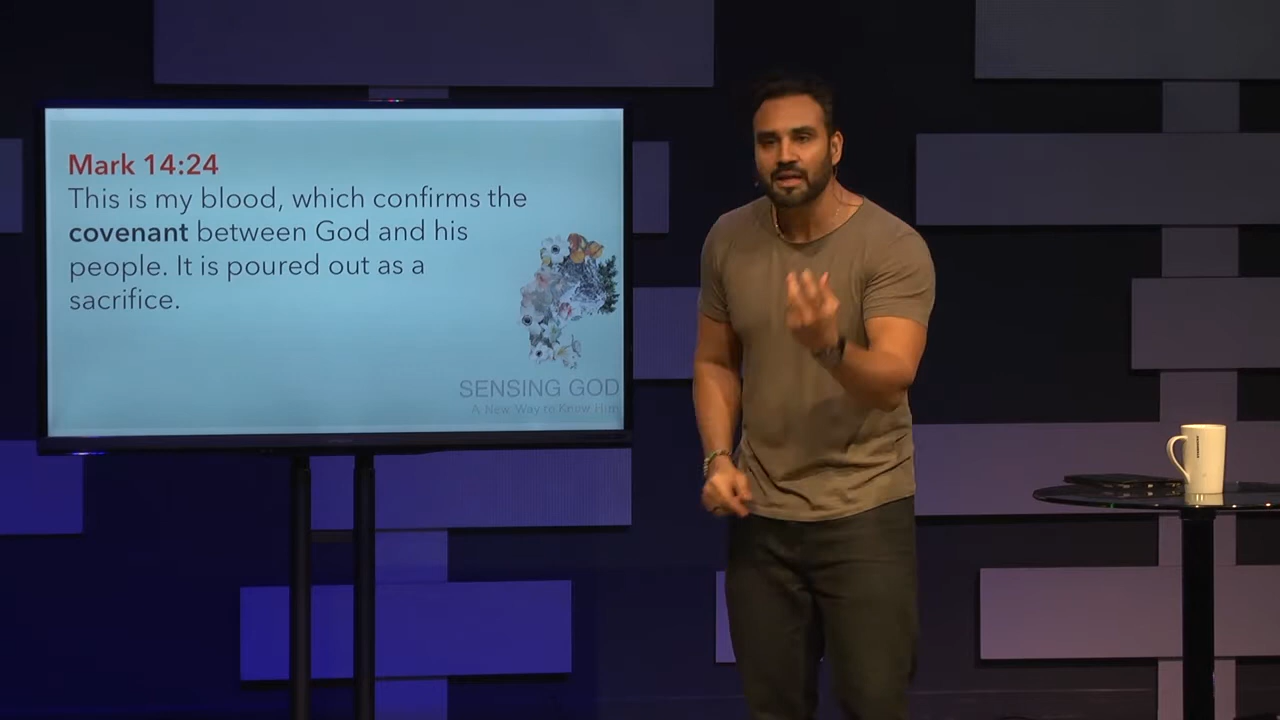 Mark 14:24
This is my blood, which confirms the
covenant between God and his
people. It is poured out as a
sacrifice.
SENSING GOD
A New Way to Know Him